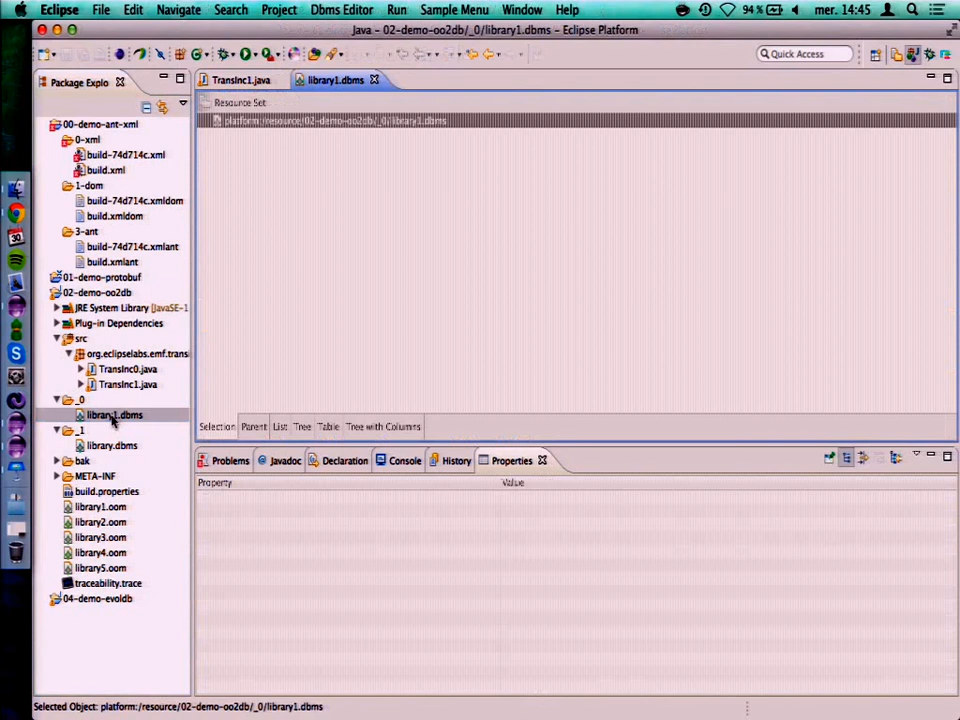 Eclipse File Edit Navigate Search Project Dbms Editor Run Sample Menu Window Help 94 % mer. 14:45
Java – 02-demo-oo2db/_0/library1.dbms – Eclipse Platform
Quick Access
Package Explo
TransInc1.java
library1.dbms
Resource Set
platform:/resource/02-demo-oo2db/_0/library1.dbms
00-demo-ant-xml
0-xml
build-74d714c.xml
build.xml
1-dom
build-74d714c.xmldom
build.xmldom
3-ant
build-74d714c.xmlant
build.xmlant
01-demo-protobuf
02-demo-oo2db
JRE System Library [JavaSE-1
Plug-in Dependencies
src
org.eclipselabs.emf.trans
TransInc0.java
TransInc1.java
_0
library1.dbms
_1
library.dbms
bak
META-INF
build.properties
library1.oom
library2.oom
library3.oom
library4.oom
library5.oom
traceability.trace
04-demo-evoldb
30
Selection Parent List Tree Table Tree with Columns
Problems Javadoc Declaration Console History Properties
Property Value
Selected Object: platform:/resource/02-demo-oo2db/_0/library1.dbms